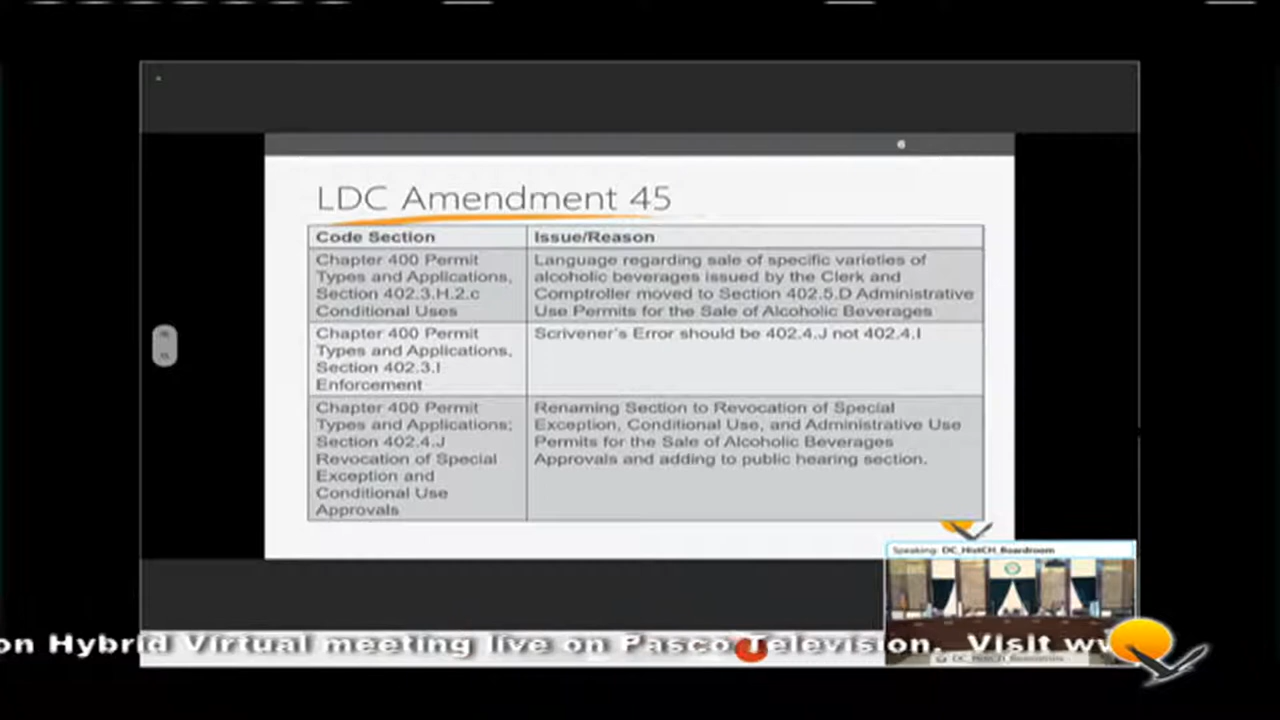 6
LDC Amendment 45
Code Section
Issue/Reason
Chapter 400 Permit
Types and Applications,
Section 402.3.H.2.c
Conditional Uses
Language regarding sale of specific varieties of
alcoholic beverages issued by the Clerk and
Comptroller moved to Section 402.5.D Administrative
Use Permits for the Sale of Alcoholic Beverages
Chapter 400 Permit
Types and Applications,
Section 402.3.I
Enforcement
Scrivener's Error should be 402.4.J not 402.4.I
Chapter 400 Permit
Types and Applications;
Section 402.4.J
Revocation of Special
Exception and
Conditional Use
Approvals
Renaming Section to Revocation of Special
Exception, Conditional Use, and Administrative Use
Permits for the Sale of Alcoholic Beverages
Approvals and adding to public hearing section.
Speaking: DC_HistCH_Boardroom
on Hybrid Virtual meeting live on Pasco Television. Visit ww